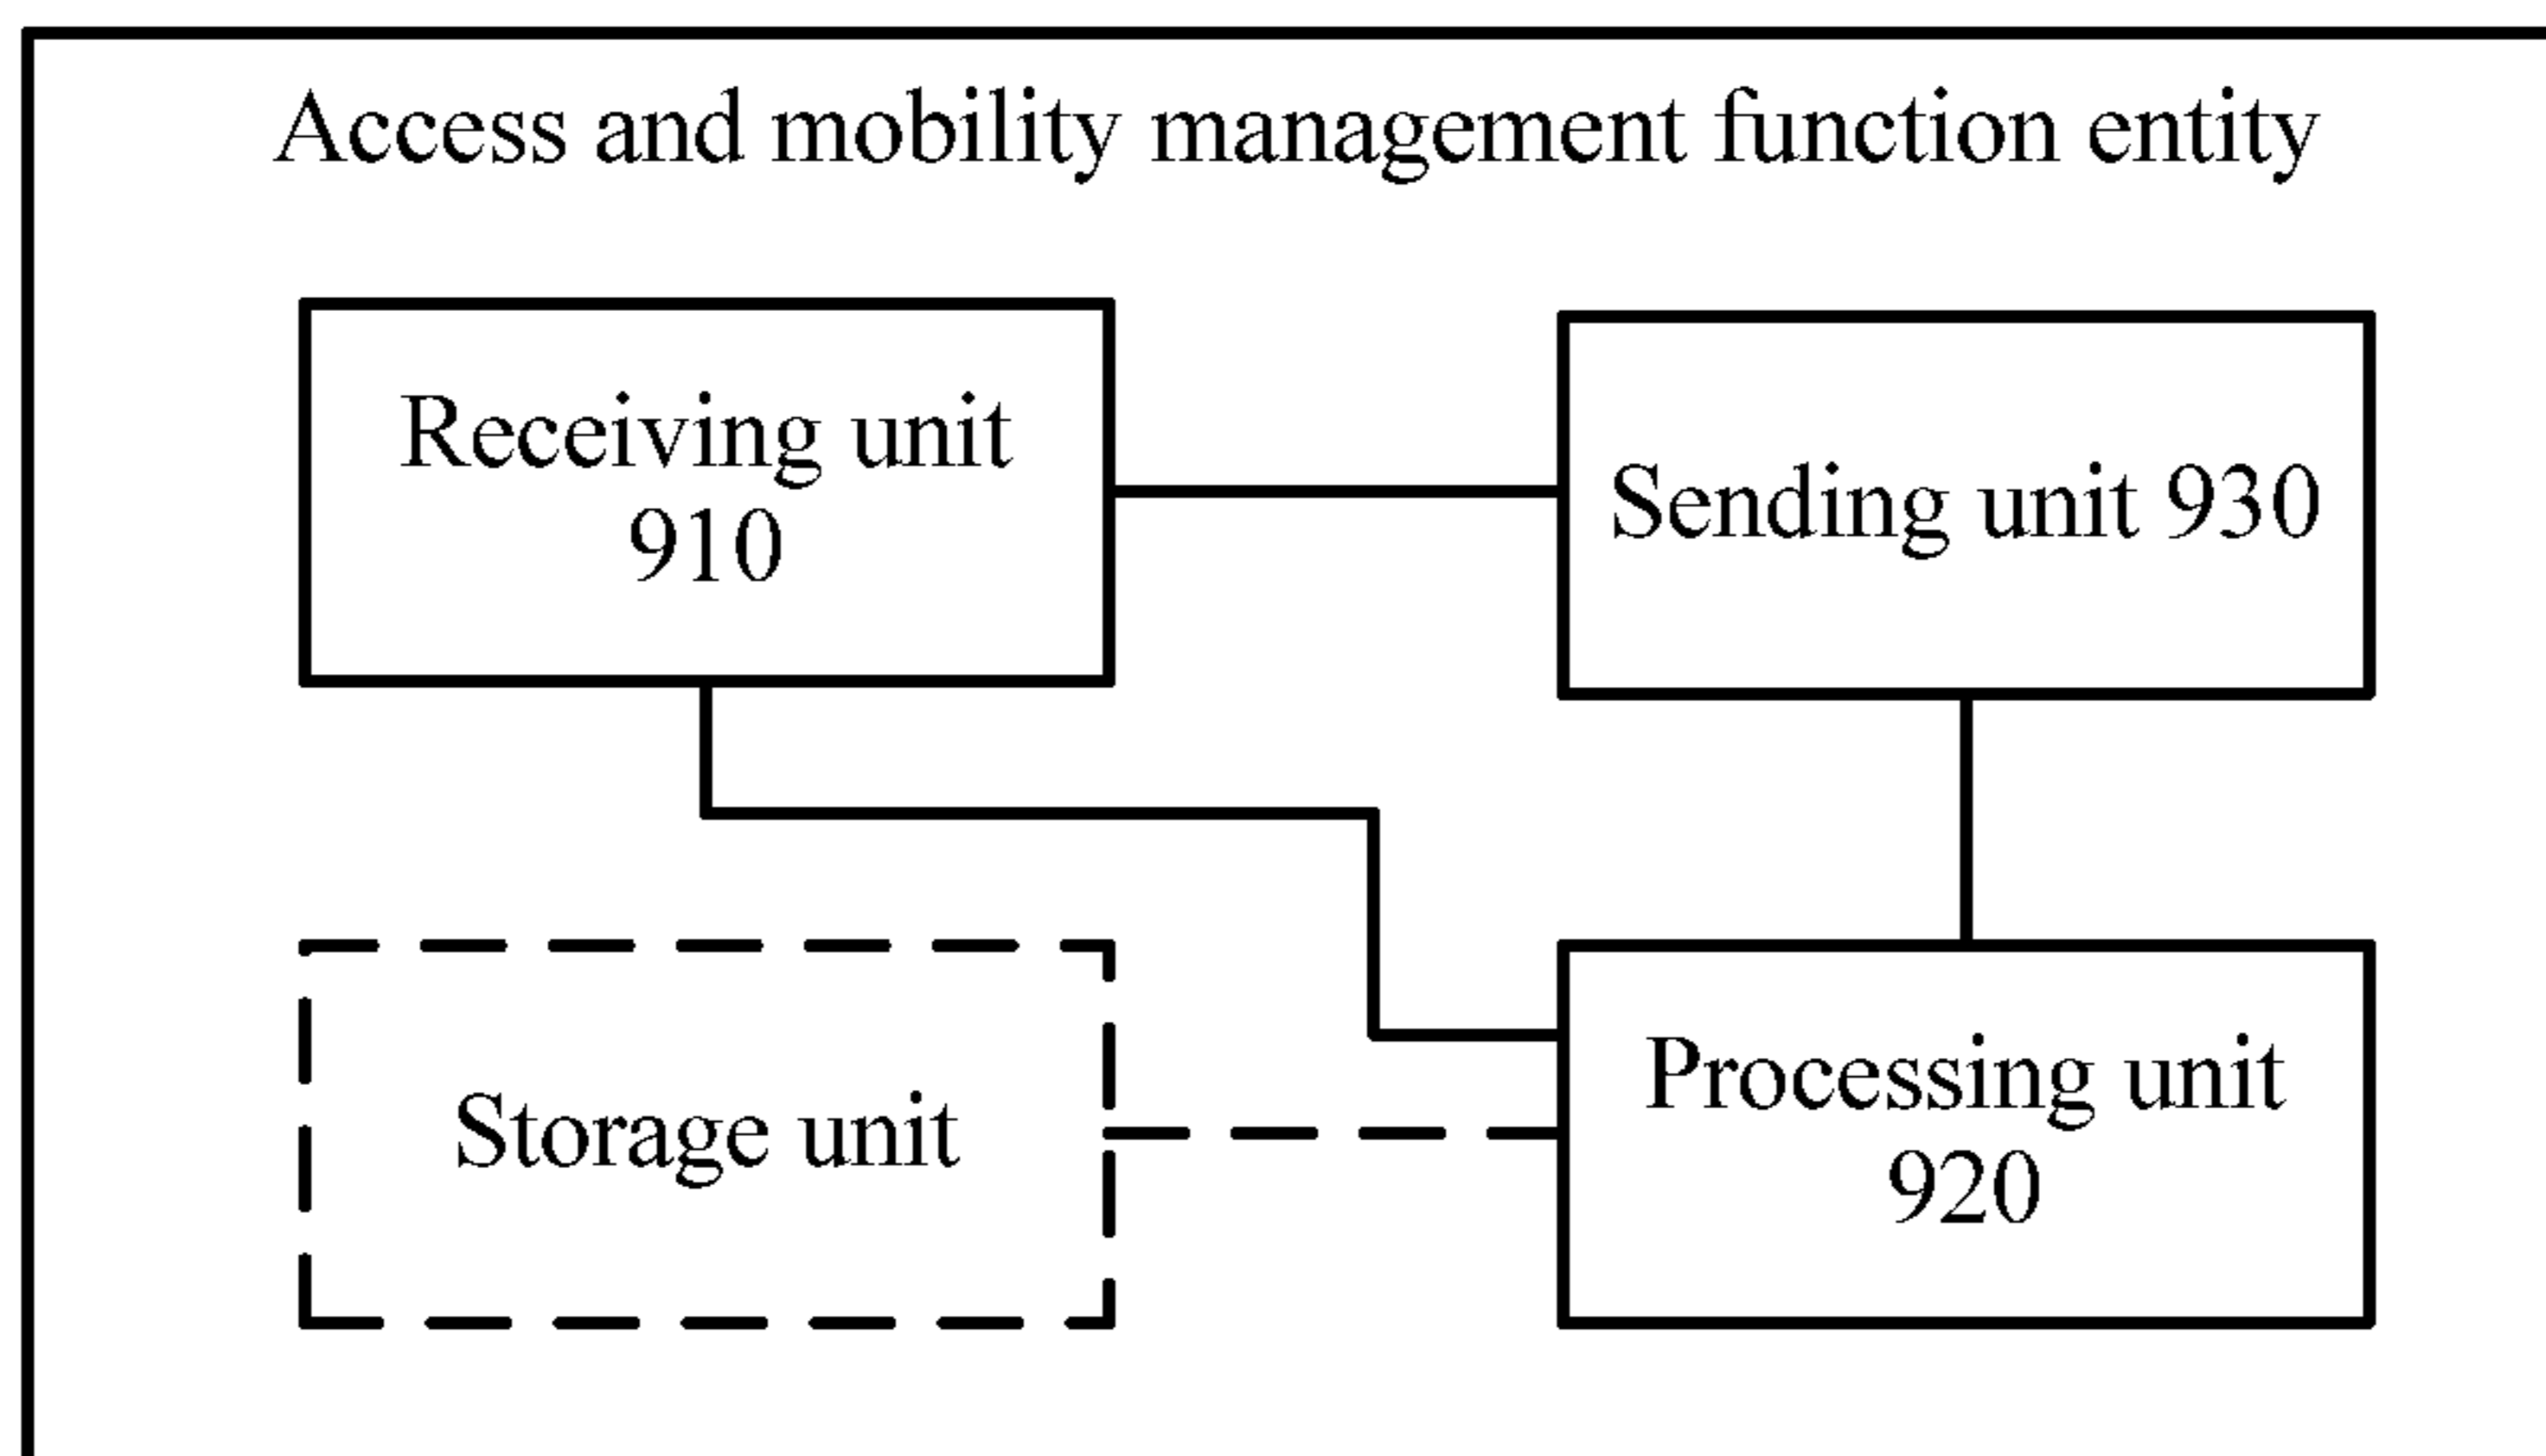 Access and mobility management function entity
Receiving unit
910
Sending unit 930
Storage unit
Processing unit
920